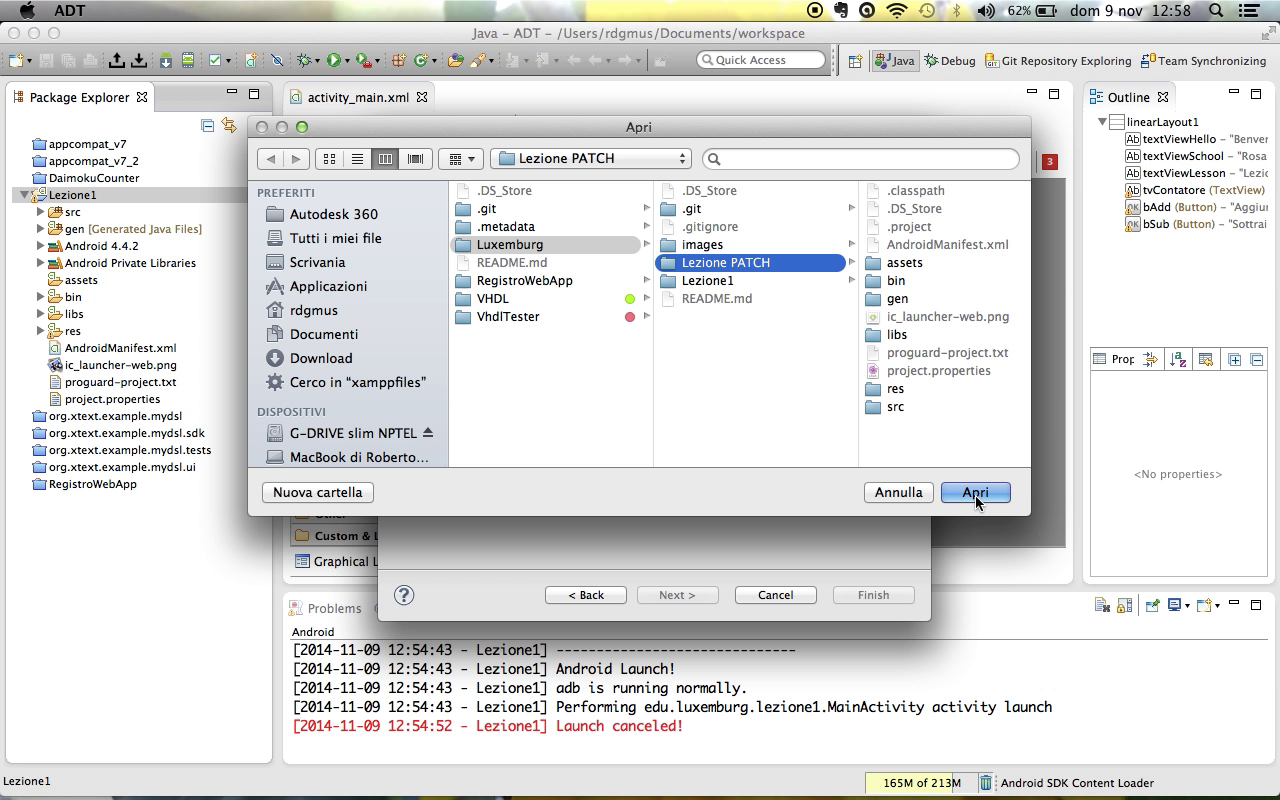 ADT
62%
dom 9 nov 12:58
Java – ADT – /Users/rdgmus/Documents/workspace
Quick Access
Java
Debug
Git Repository Exploring
Team Synchronizing
Package Explorer
activity_main.xml
Outline
appcompat_v7
appcompat_v7_2
DaimokuCounter
Lezione1
src
gen [Generated Java Files]
Android 4.4.2
Android Private Libraries
assets
bin
libs
res
AndroidManifest.xml
ic_launcher-web.png
proguard-project.txt
project.properties
org.xtext.example.mydsl
org.xtext.example.mydsl.sdk
org.xtext.example.mydsl.tests
org.xtext.example.mydsl.ui
RegistroWebApp
Apri
Lezione PATCH
PREFERITI
Autodesk 360
Tutti i miei file
Scrivania
Applicazioni
rdgmus
Documenti
Download
Cerco in “xamppfiles”
DISPOSITIVI
G-DRIVE slim NPTEL
MacBook di Roberto...
.DS_Store
.git
.metadata
Luxemburg
README.md
RegistroWebApp
VHDL
VhdlTester
.DS_Store
.git
.gitignore
images
Lezione PATCH
Lezione1
README.md
.classpath
.DS_Store
.project
AndroidManifest.xml
assets
bin
gen
ic_launcher-web.png
libs
proguard-project.txt
project.properties
res
src
Nuova cartella
Annulla
Apri
3
linearLayout1
textViewHello – "Benver
textViewSchool – "Rosa
textViewLesson – "Lezio
tvContatore (TextView)
bAdd (Button) – "Aggiur
bSub (Button) – "Sottrai
Prop
<No properties>
Custom & L
Graphical L
?
< Back
Next >
Cancel
Finish
Problems
Android
[2014-11-09 12:54:43 - Lezione1] ------------------------------
[2014-11-09 12:54:43 - Lezione1] Android Launch!
[2014-11-09 12:54:43 - Lezione1] adb is running normally.
[2014-11-09 12:54:43 - Lezione1] Performing edu.luxemburg.lezione1.MainActivity activity launch
[2014-11-09 12:54:52 - Lezione1] Launch canceled!
Lezione1
165M of 213M
Android SDK Content Loader